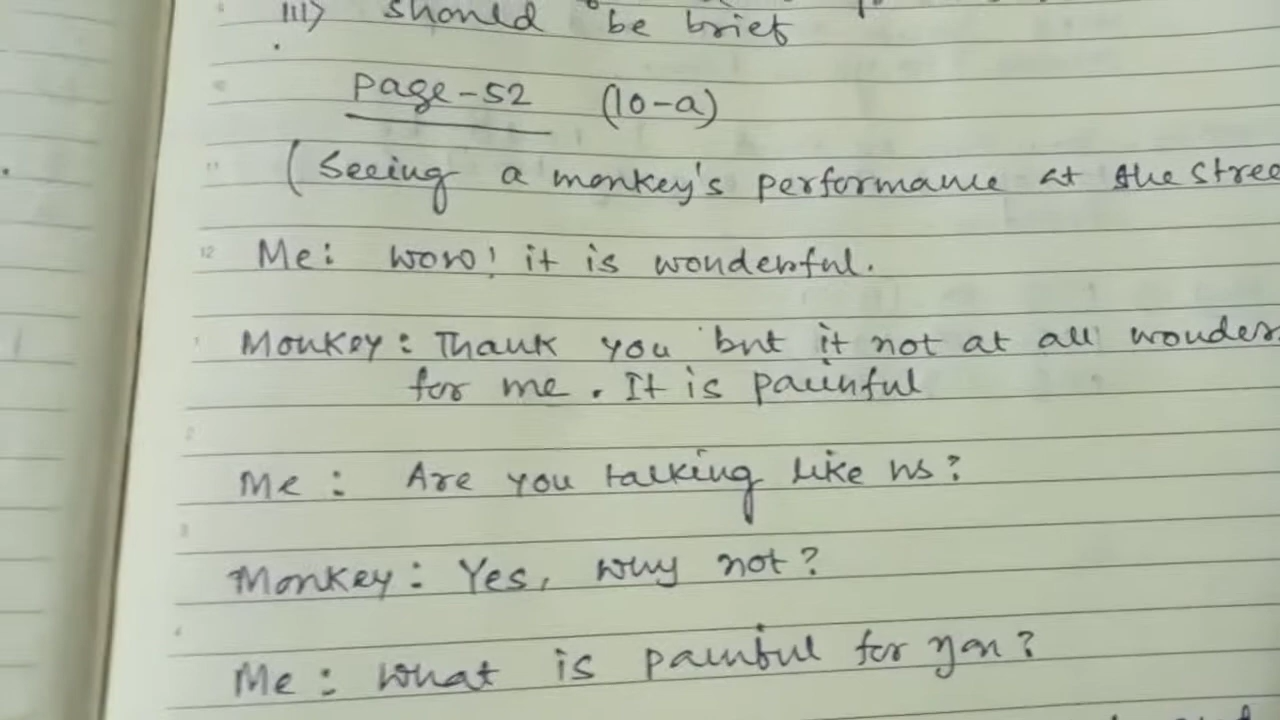 iii) should be brief
Page-52 (10-a)
(Seeing a monkey's performance at the Stree
Me: wow! it is wonderful.
Monkey: Thank you but it not at all wonder
for me. It is painful
Me: Are you talking like us?
Monkey: Yes, why not?
Me: What is painful for you?